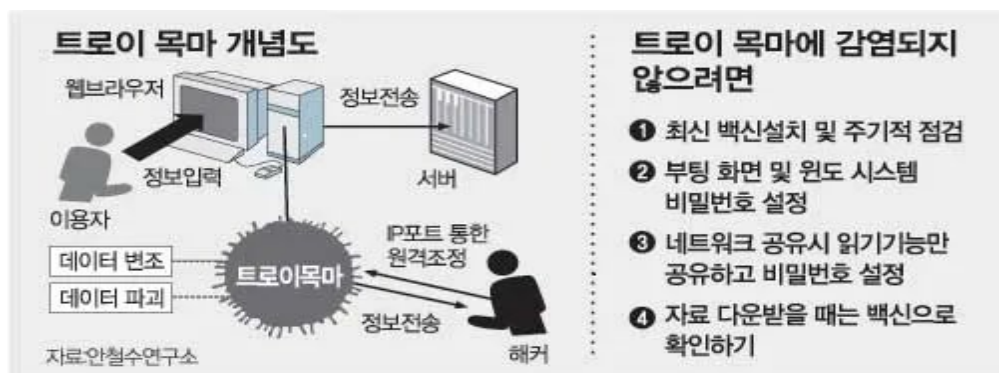 트로이 목마 개념도
웹브라우저
정보전송
정보입력
서버
이용자
IP포트 통한
원격조정
데이터 변조
데이터 파괴
트로이목마
정보전송
해커
자료:안철수연구소
트로이 목마에 감염되지
않으려면
❶ 최신 백신설치 및 주기적 점검
❷ 부팅 화면 및 윈도 시스템
비밀번호 설정
❸ 네트워크 공유시 읽기기능만
공유하고 비밀번호 설정
❹ 자료 다운받을 때는 백신으로
확인하기